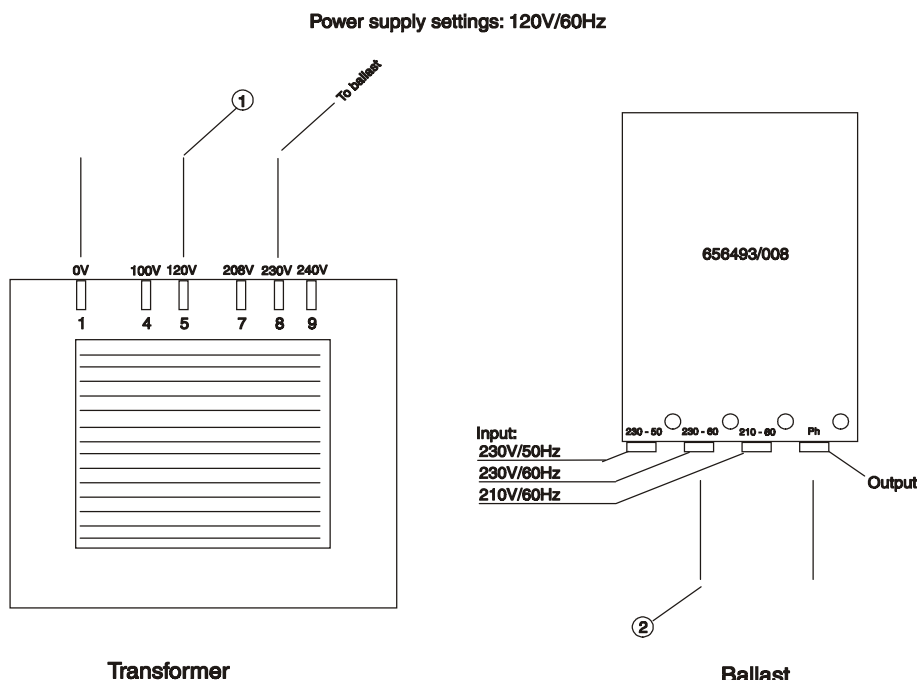 Power supply settings: 120V/60Hz
1
To ballast
0V 100V 120V 208V 230V 240V
1 4 5 7 8 9
Transformer
656493/008
230 - 50 230 - 60 210 - 60 Ph
Input:
230V/50Hz
230V/60Hz
210V/60Hz
Output
2
Ballast